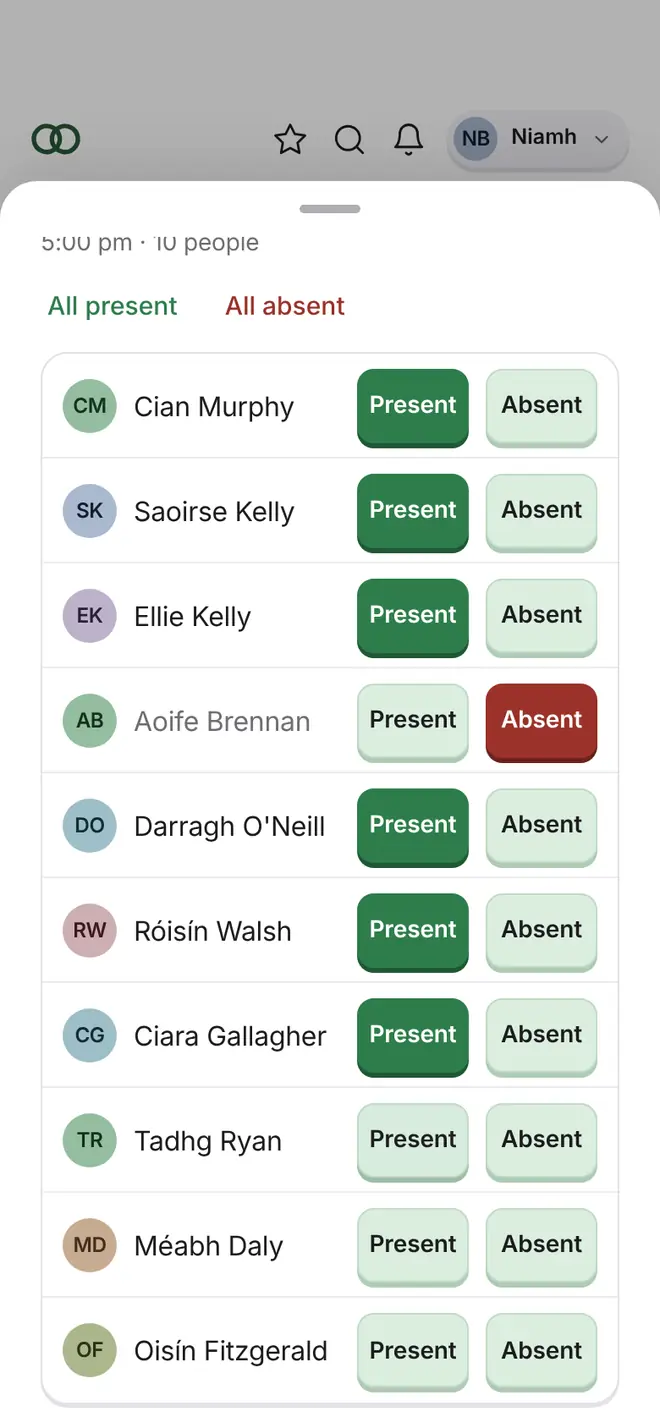 NB Niamh
5:00 pm · 10 people
All present All absent
CM Cian Murphy Present Absent
SK Saoirse Kelly Present Absent
EK Ellie Kelly Present Absent
AB Aoife Brennan Present Absent
DO Darragh O'Neill Present Absent
RW Róisín Walsh Present Absent
CG Ciara Gallagher Present Absent
TR Tadhg Ryan Present Absent
MD Méabh Daly Present Absent
OF Oisín Fitzgerald Present Absent